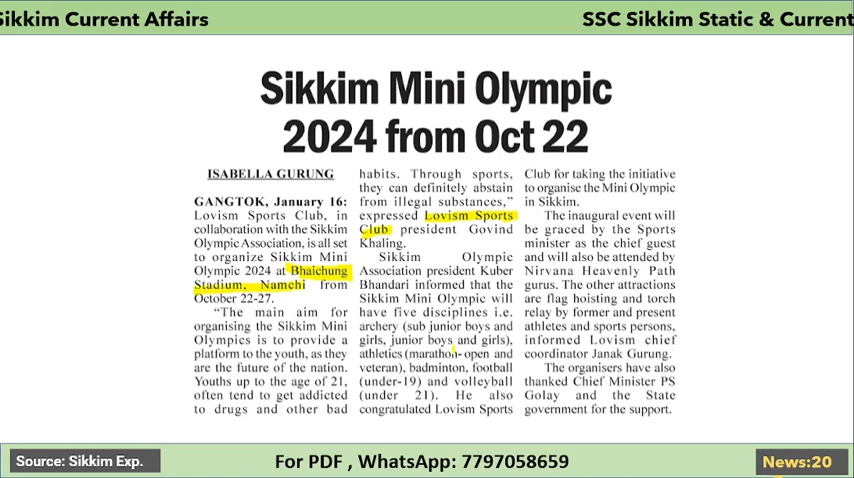 Sikkim Current Affairs
SSC Sikkim Static & Current
Sikkim Mini Olympic
2024 from Oct 22
ISABELLA GURUNG
GANGTOK, January 16:
Lovism Sports Club, in
collaboration with the Sikkim
Olympic Association, is all set
to organize Sikkim Mini
Olympic 2024 at Bhaichung
Stadium, Namchi from
October 22-27.
“The main aim for
organising the Sikkim Mini
Olympics is to provide a
platform to the youth, as they
are the future of the nation.
Youths up to the age of 21,
often tend to get addicted
to drugs and other bad
habits. Through sports,
they can definitely abstain
from illegal substances,”
expressed Lovism Sports
Club president Govind
Khaling.
Sikkim Olympic
Association president Kuber
Bhandari informed that the
Sikkim Mini Olympic will
have five disciplines i.e.
archery (sub junior boys and
girls, junior boys and girls),
athletics (marathon- open and
veteran), badminton, football
(under-19) and volleyball
(under 21). He also
congratulated Lovism Sports
Club for taking the initiative
to organise the Mini Olympic
in Sikkim.
The inaugural event will
be graced by the Sports
minister as the chief guest
and will also be attended by
Nirvana Heavenly Path
gurus. The other attractions
are flag hoisting and torch
relay by former and present
athletes and sports persons,
informed Lovism chief
coordinator Janak Gurung.
The organisers have also
thanked Chief Minister PS
Golay and the State
government for the support.
Source: Sikkim Exp.
For PDF , WhatsApp: 7797058659
News:20